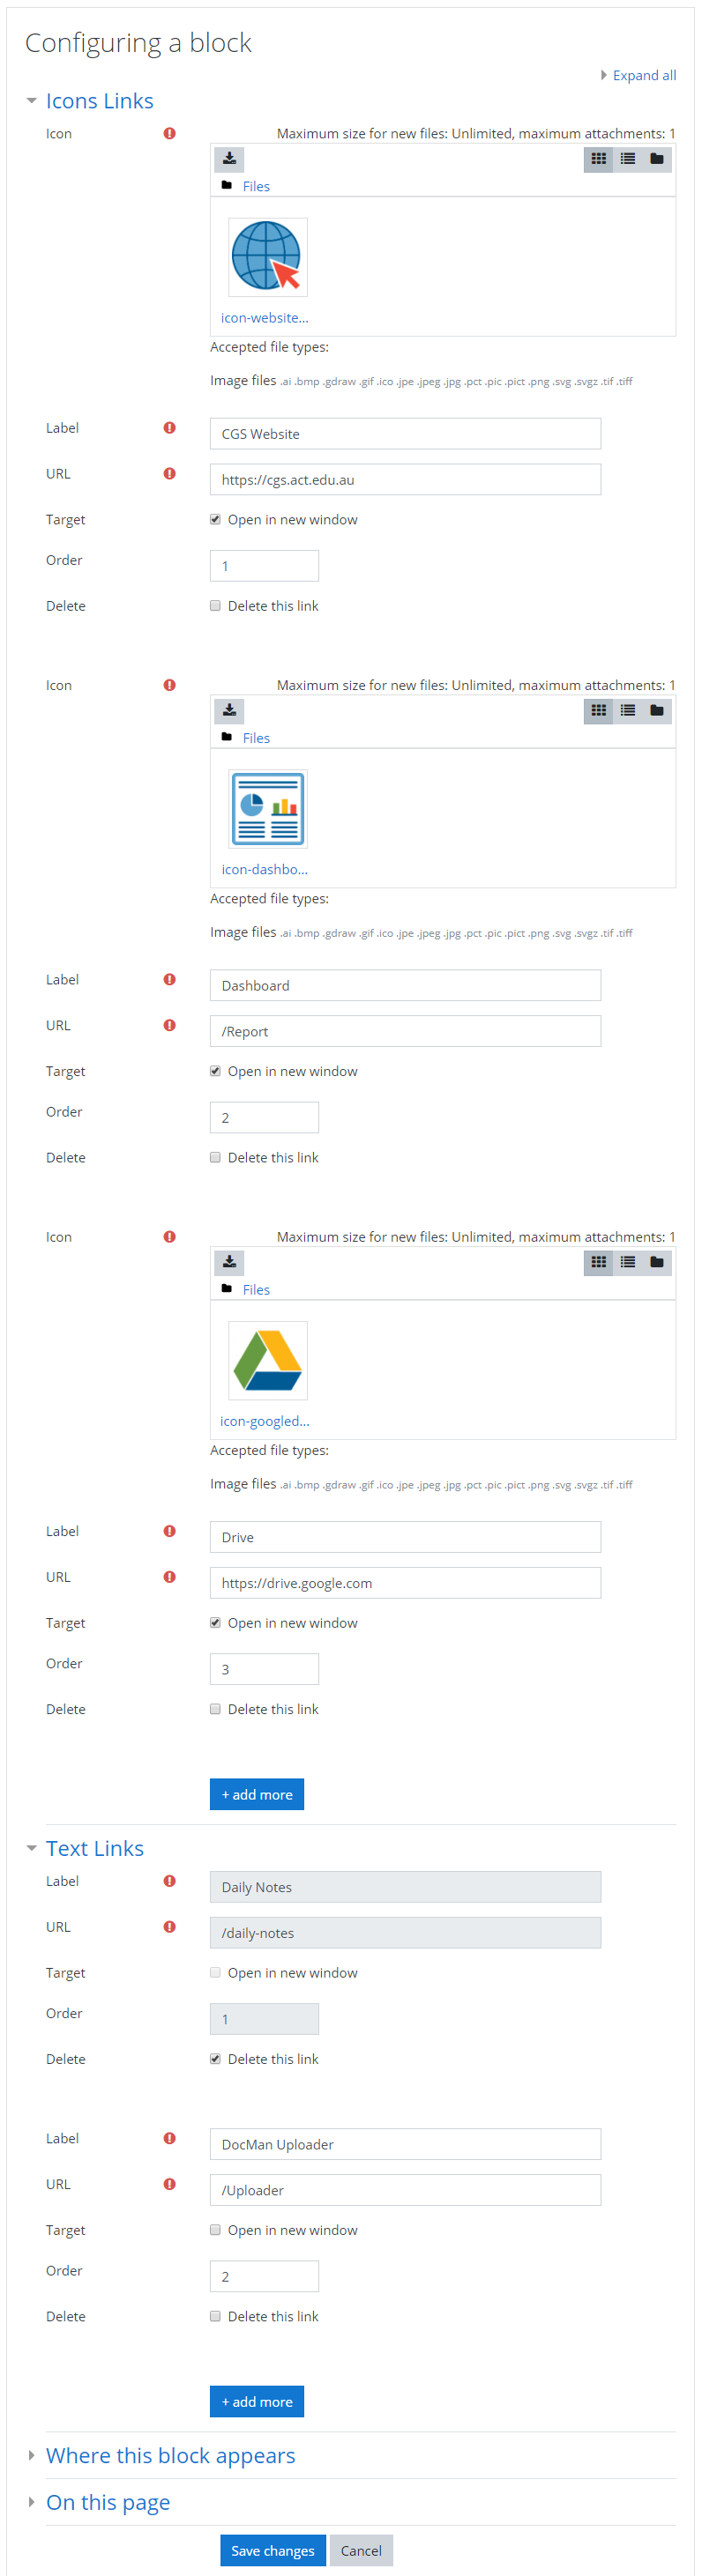 Configuring a block
Expand all
Icons Links
Icon
Maximum size for new files: Unlimited, maximum attachments: 1
Files
icon-website...
Accepted file types:
Image files .ai .bmp .gdraw .gif .ico .jpe .jpeg .jpg .pct .pic .pict .png .svg .svgz .tif .tiff
Label CGS Website
URL https://cgs.act.edu.au
Target Open in new window
Order 1
Delete Delete this link
Icon
Maximum size for new files: Unlimited, maximum attachments: 1
Files
icon-dashbo...
Accepted file types:
Image files .ai .bmp .gdraw .gif .ico .jpe .jpeg .jpg .pct .pic .pict .png .svg .svgz .tif .tiff
Label Dashboard
URL /Report
Target Open in new window
Order 2
Delete Delete this link
Icon
Maximum size for new files: Unlimited, maximum attachments: 1
Files
icon-googled...
Accepted file types:
Image files .ai .bmp .gdraw .gif .ico .jpe .jpeg .jpg .pct .pic .pict .png .svg .svgz .tif .tiff
Label Drive
URL https://drive.google.com
Target Open in new window
Order 3
Delete Delete this link
+ add more
Text Links
Label Daily Notes
URL /daily-notes
Target Open in new window
Order 1
Delete Delete this link
Label DocMan Uploader
URL /Uploader
Target Open in new window
Order 2
Delete Delete this link
+ add more
Where this block appears
On this page
Save changes Cancel